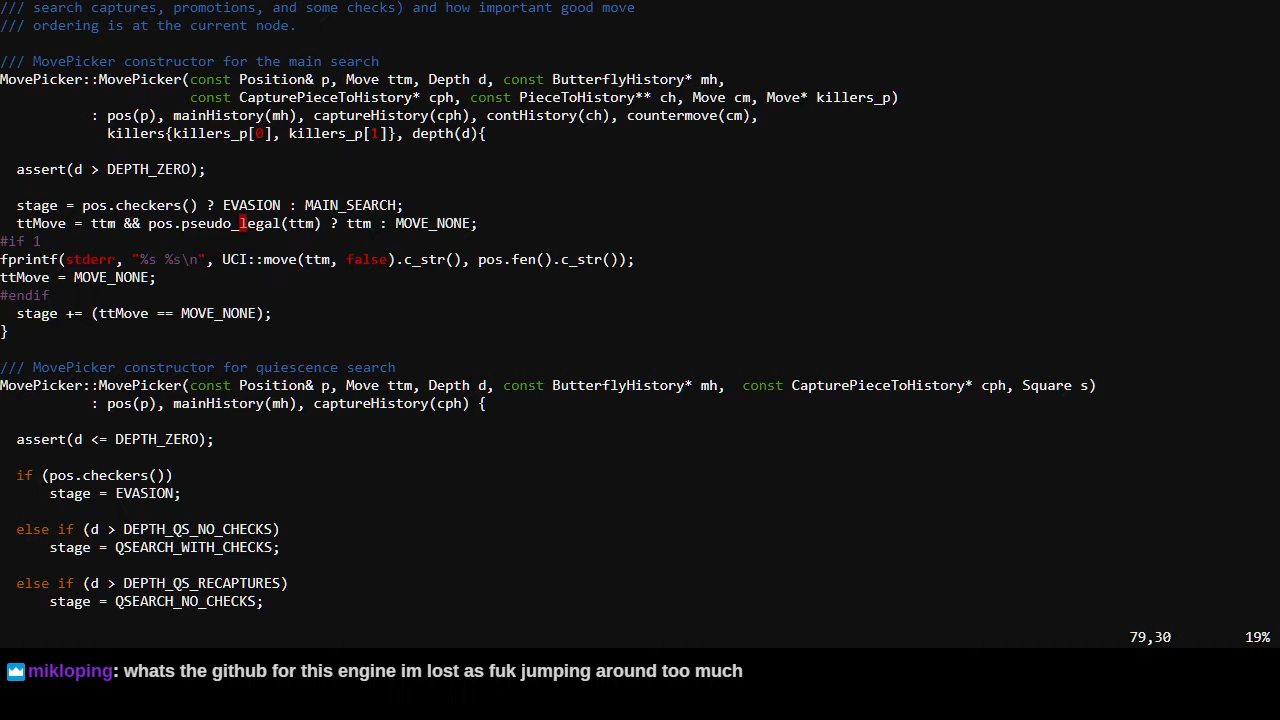 /// search captures, promotions, and some checks) and how important good move
/// ordering is at the current node.
/// MovePicker constructor for the main search
MovePicker::MovePicker(const Position& p, Move ttm, Depth d, const ButterflyHistory* mh,
const CapturePieceToHistory* cph, const PieceToHistory** ch, Move cm, Move* killers_p)
: pos(p), mainHistory(mh), captureHistory(cph), contHistory(ch), countermove(cm),
killers{killers_p[0], killers_p[1]}, depth(d){
assert(d > DEPTH_ZERO);
stage = pos.checkers() ? EVASION : MAIN_SEARCH;
ttMove = ttm && pos.pseudo_legal(ttm) ? ttm : MOVE_NONE;
#if 1
fprintf(stderr, "%s %s\n", UCI::move(ttm, false).c_str(), pos.fen().c_str());
ttMove = MOVE_NONE;
#endif
stage += (ttMove == MOVE_NONE);
}
/// MovePicker constructor for quiescence search
MovePicker::MovePicker(const Position& p, Move ttm, Depth d, const ButterflyHistory* mh,  const CapturePieceToHistory* cph, Square s)
: pos(p), mainHistory(mh), captureHistory(cph) {
assert(d <= DEPTH_ZERO);
if (pos.checkers())
stage = EVASION;
else if (d > DEPTH_QS_NO_CHECKS)
stage = QSEARCH_WITH_CHECKS;
else if (d > DEPTH_QS_RECAPTURES)
stage = QSEARCH_NO_CHECKS;
79,30 19%
mikloping: whats the github for this engine im lost as fuk jumping around too much